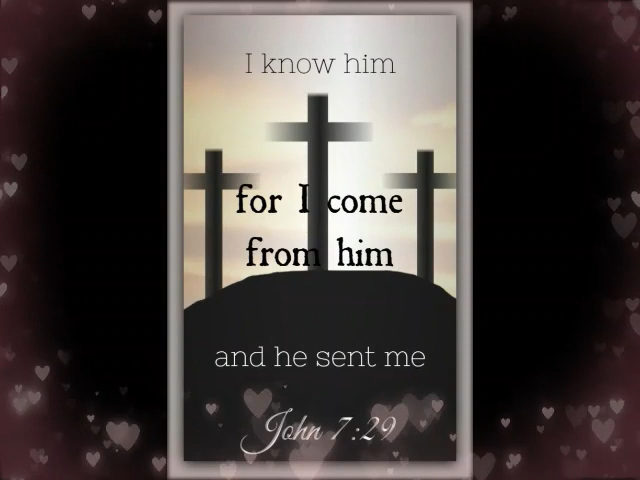 I know him
for I come
from him
and he sent me
John 7:29